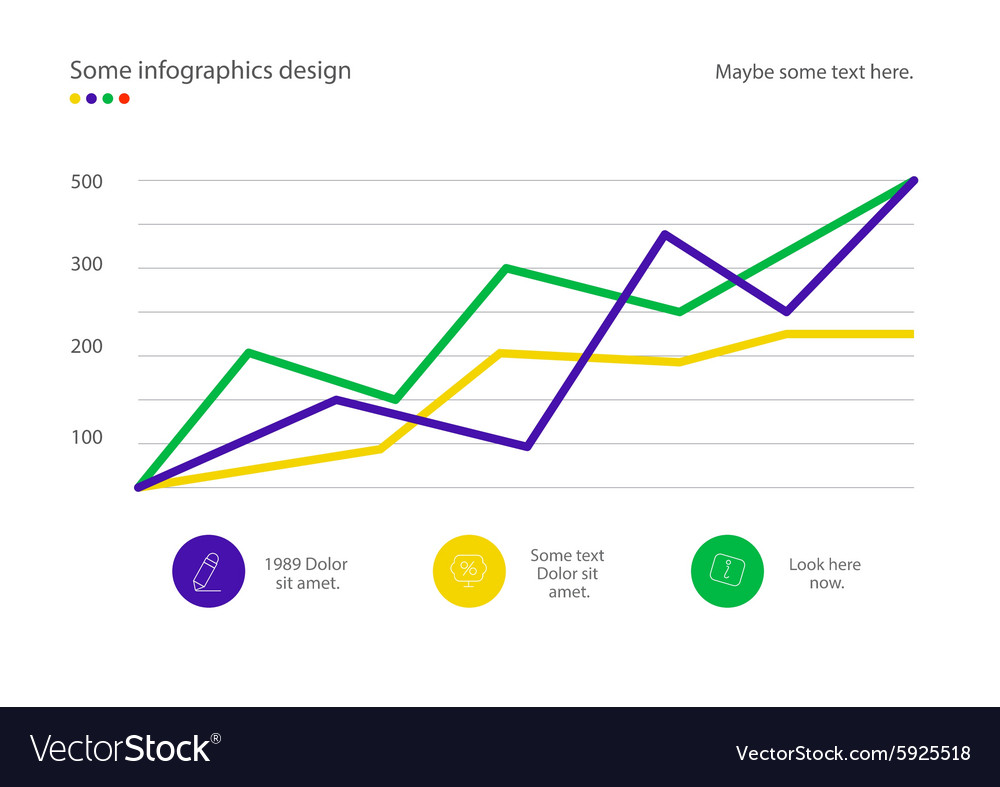 Some infographics design
Maybe some text here.
500
300
200
100
1989 Dolor
sit amet.
%
Some text
Dolor sit
amet.
i
Look here
now.
VectorStock®
VectorStock.com/5925518